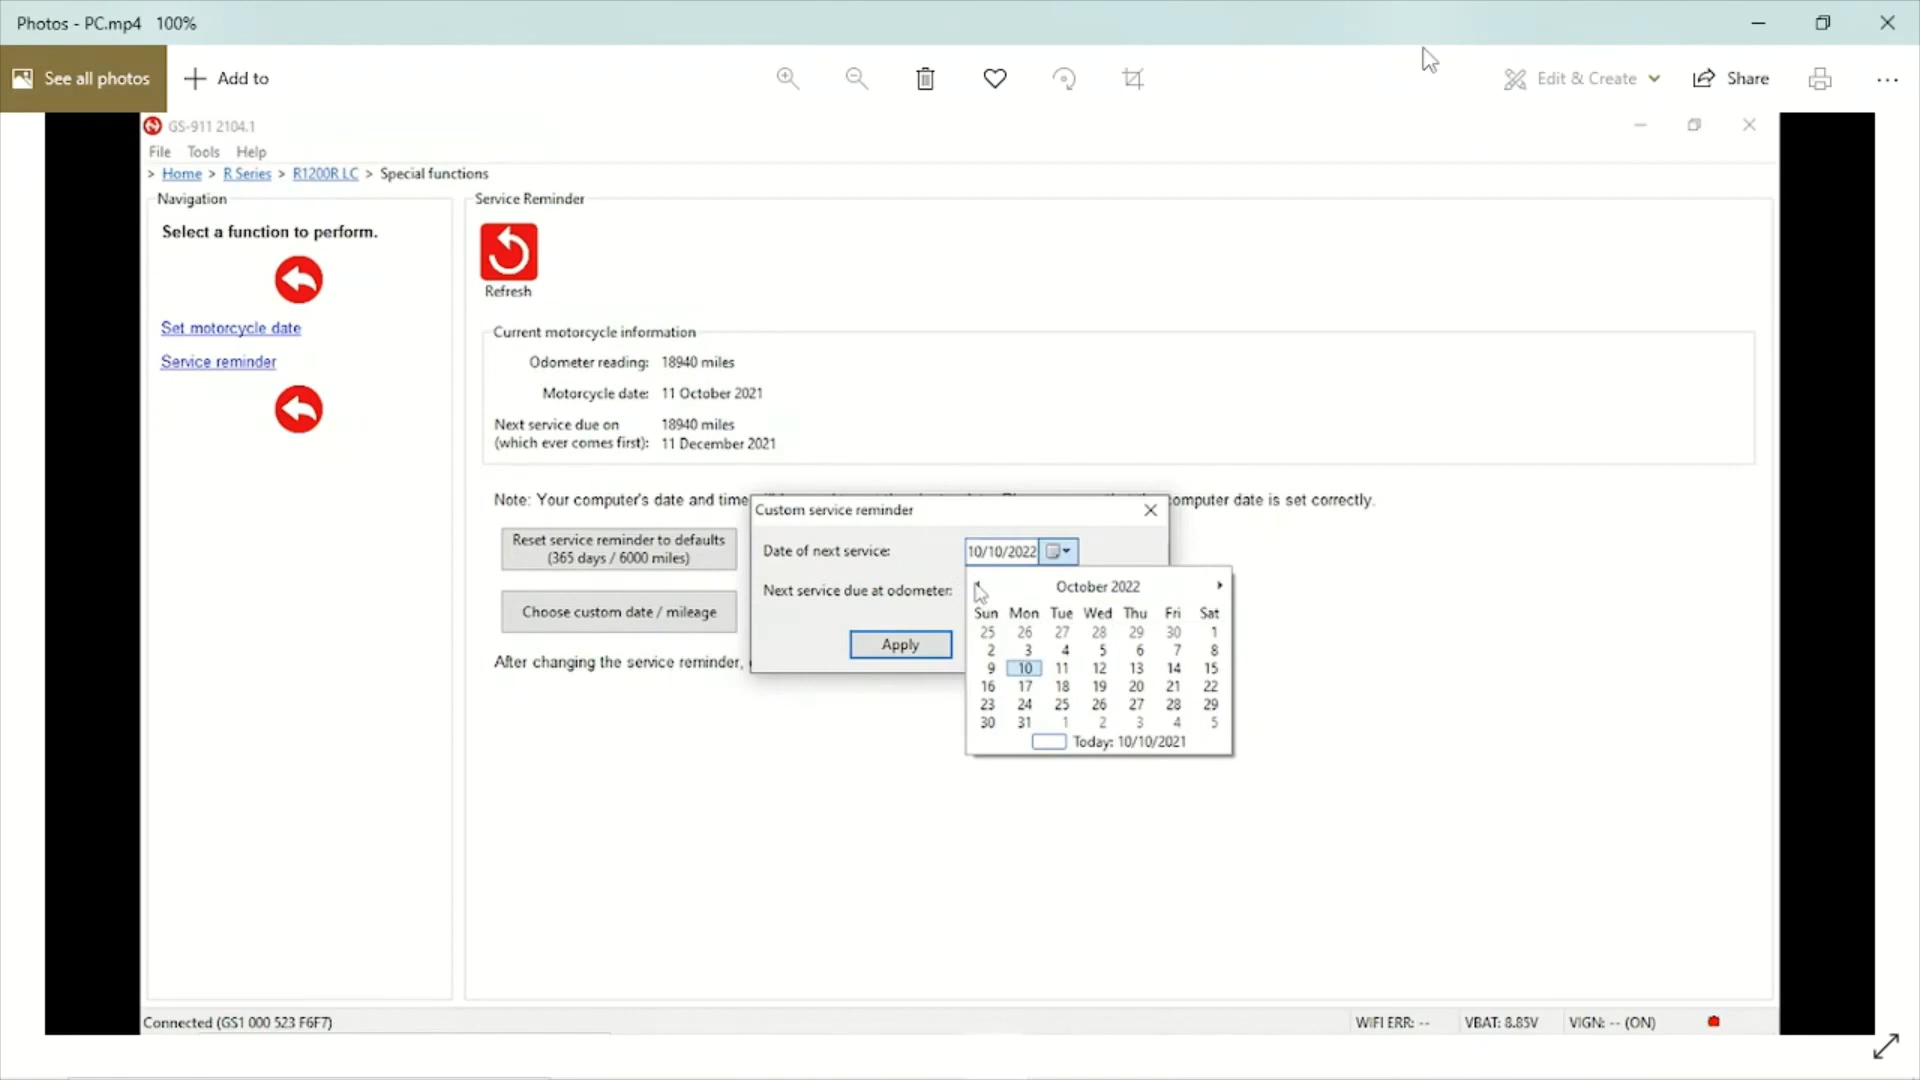 Photos - PC.mp4 100%
See all photos
Add to
Edit & Create
Share
GS-911 2104.1
File Tools Help
> Home > R Series > R1200R LC > Special functions
Navigation
Select a function to perform.
Set motorcycle date
Service reminder
Service Reminder
Refresh
Current motorcycle information
Odometer reading: 18940 miles
Motorcycle date: 11 October 2021
Next service due on 18940 miles
(which ever comes first): 11 December 2021
Note: Your computer's date and time computer date is set correctly.
Reset service reminder to defaults
(365 days / 6000 miles)
Choose custom date / mileage
After changing the service reminder,
Custom service reminder
Date of next service: 10/10/2022
Next service due at odometer:
Apply
October 2022
Sun Mon Tue Wed Thu Fri Sat
25 26 27 28 29 30 1
2 3 4 5 6 7 8
9 10 11 12 13 14 15
16 17 18 19 20 21 22
23 24 25 26 27 28 29
30 31 1 2 3 4 5
Today: 10/10/2021
Connected (GS1 000 523 F6F7)
WIFI ERR: -- VBAT: 8.85V VIGN: -- (ON)